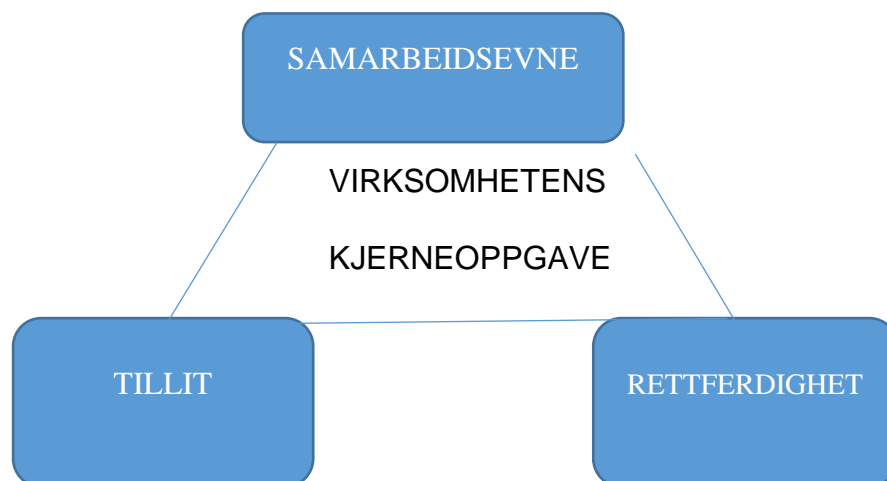 SAMARBEIDSEVNE
VIRKSOMHETENS
KJERNEOPPGAVE
TILLIT
RETTFERDIGHET